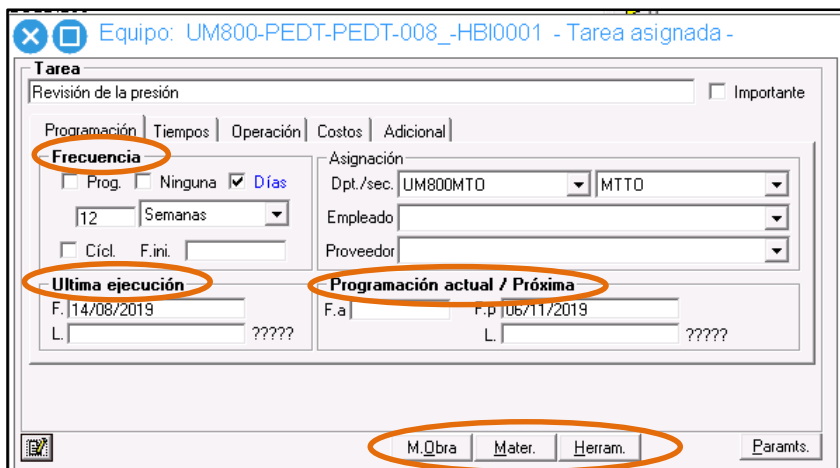 Equipo: UM800-PEDT-PEDT-008_-HBI0001 - Tarea asignada -
Tarea
Revisión de la presión
Importante
Programación Tiempos Operación Costos Adicional
Frecuencia
Prog. Ninguna Días
12 Semanas
Cícl. F.ini.
Asignación
Dpt./sec. UM800MTO MTTO
Empleado
Proveedor
Ultima ejecución
F. 14/08/2019
L. ?????
Programación actual / Próxima
F.a F.p 06/11/2019
L. ?????
M.Obra Mater. Herram. Paramts.